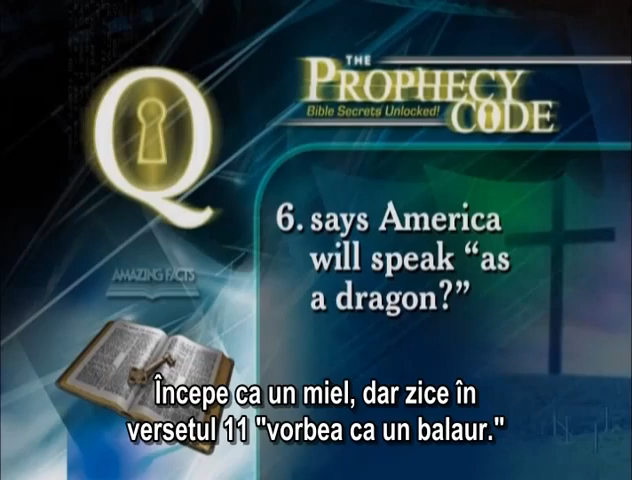 Q
THE
PROPHECY
CODE
Bible Secrets Unlocked!
6. says America
will speak “as
a dragon?”
AMAZING FACTS
Începe ca un miel, dar zice în
versetul 11 "vorbea ca un balaur."